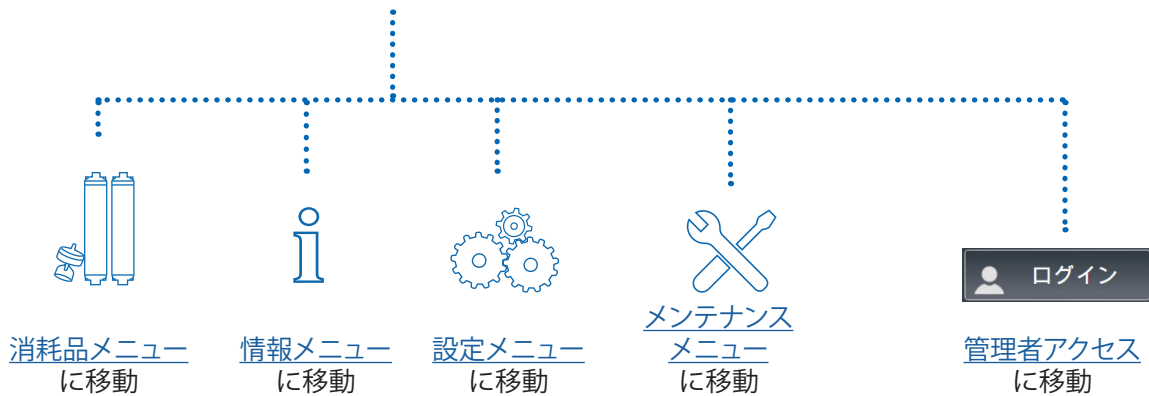 ログイン
消耗品メニュー
に移動
情報メニュー
に移動
設定メニュー
に移動
メンテナンス
メニュー
に移動
管理者アクセス
に移動